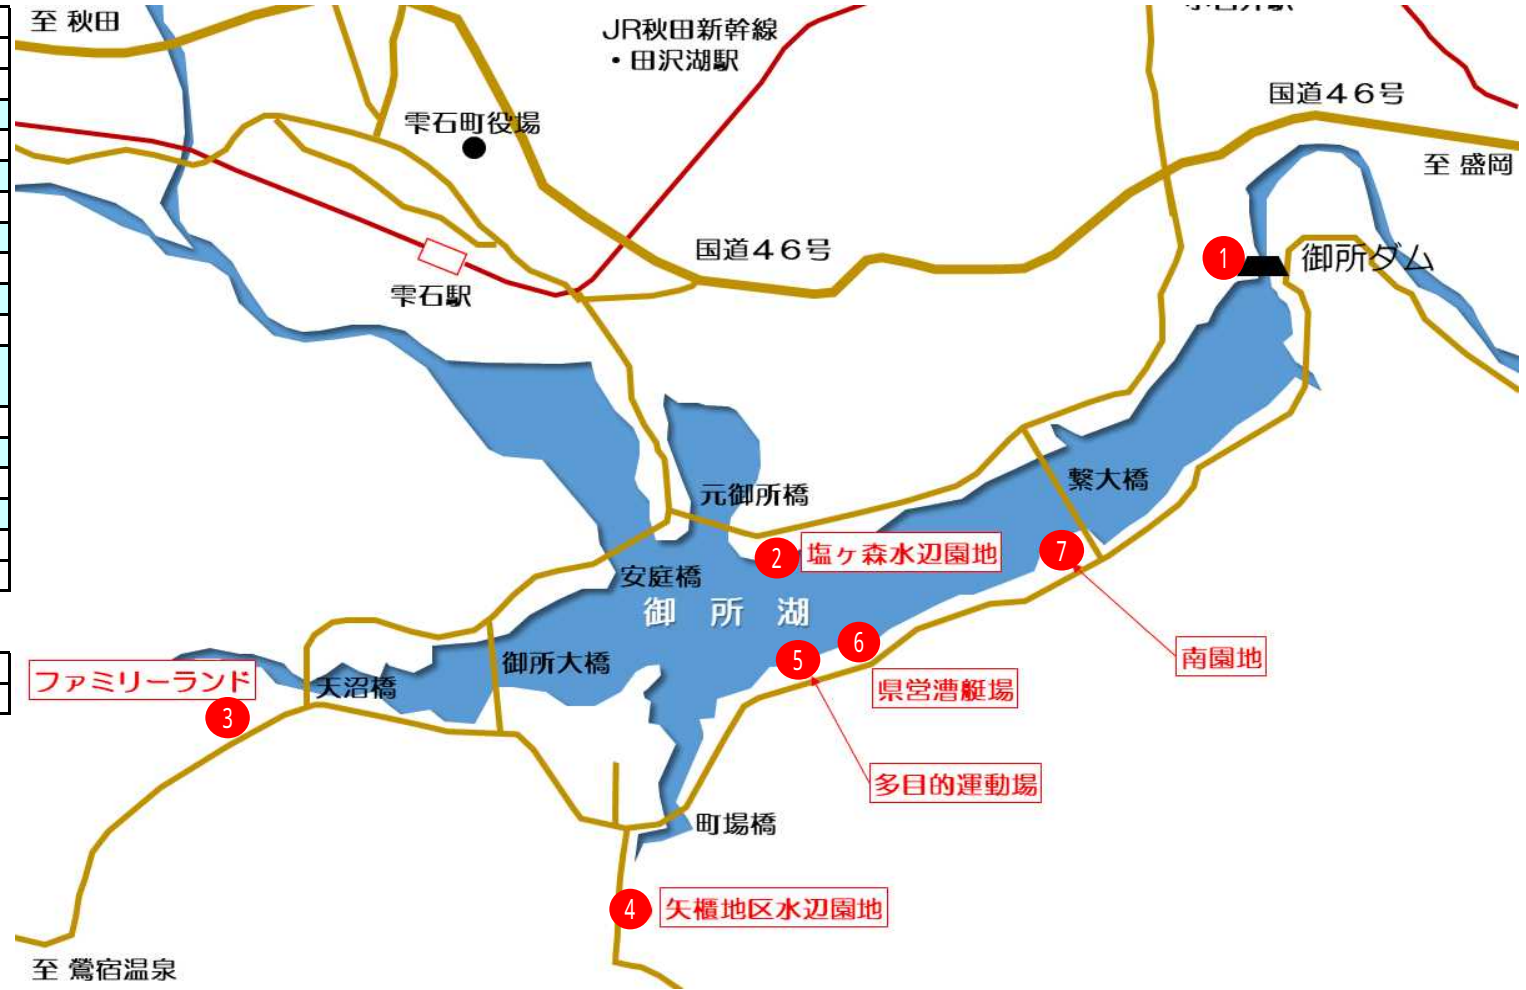 至 秋田
JR秋田新幹線
・田沢湖駅
国道46号
雫石町役場
至 盛岡
国道46号
1
御所ダム
雫石駅
繋大橋
元御所橋
2
塩ヶ森水辺園地
7
安庭橋
御 所 湖
6
5
南園地
御所大橋
ファミリーランド
天沼橋
県営漕艇場
3
多目的運動場
町場橋
4
矢櫃地区水辺園地
至 鶯宿温泉